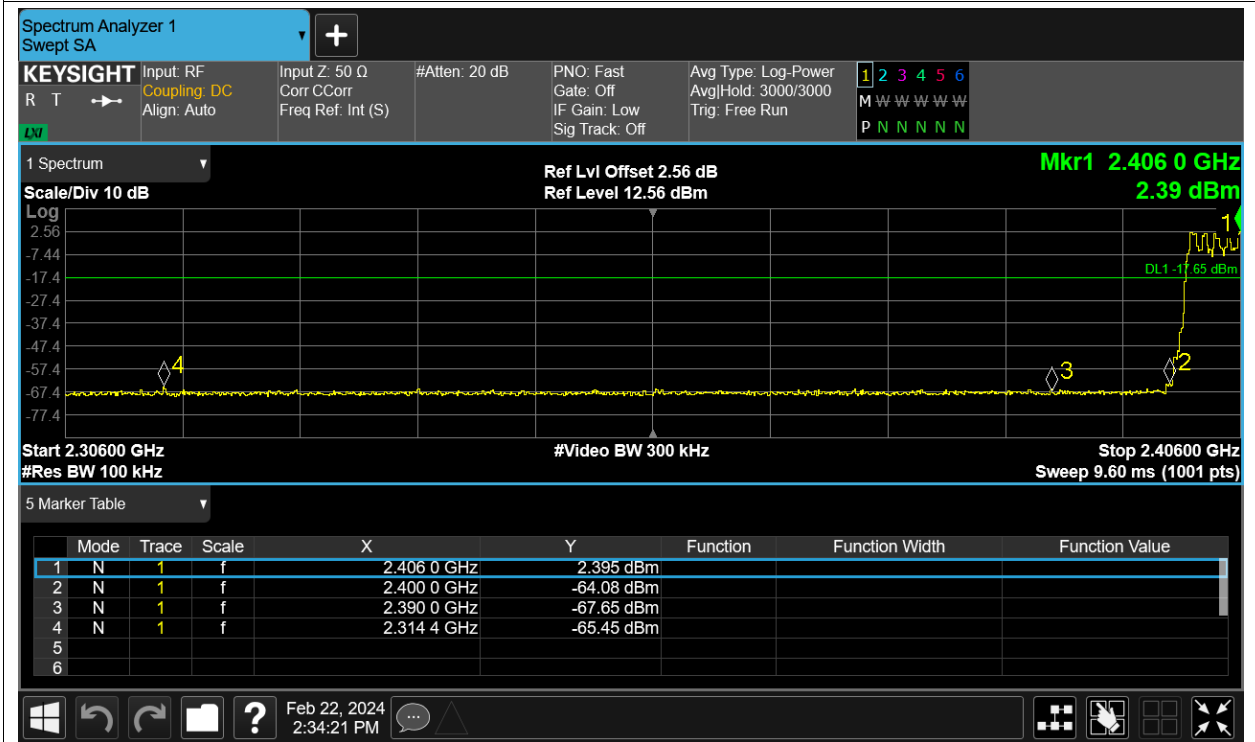 Spectrum Analyzer 1
Swept SA
+
KEYSIGHT Input: RF Input Z: 50 Ω #Atten: 20 dB PNO: Fast Avg Type: Log-Power 1 2 3 4 5 6
R T Coupling: DC Corr CCorr Gate: Off Avg|Hold: 3000/3000 M W W W W W
Align: Auto Freq Ref: Int (S) IF Gain: Low Trig: Free Run
LXI Sig Track: Off P N N N N N
1 Spectrum Ref Lvl Offset 2.56 dB Mkr1 2.406 0 GHz
Scale/Div 10 dB Ref Level 12.56 dBm 2.39 dBm
Log
1
2.56
-7.44
DL1 -17.65 dBm
-17.4
-27.4
-37.4
-47.4
-57.4
4 3 2
-67.4
-77.4
Start 2.30600 GHz #Video BW 300 kHz Stop 2.40600 GHz
#Res BW 100 kHz Sweep 9.60 ms (1001 pts)
5 Marker Table
Mode Trace Scale X Y Function Function Width Function Value
1 N 1 f 2.406 0 GHz 2.395 dBm
2 N 1 f 2.400 0 GHz -64.08 dBm
3 N 1 f 2.390 0 GHz -67.65 dBm
4 N 1 f 2.314 4 GHz -65.45 dBm
5
6
? Feb 22, 2024
2:34:21 PM